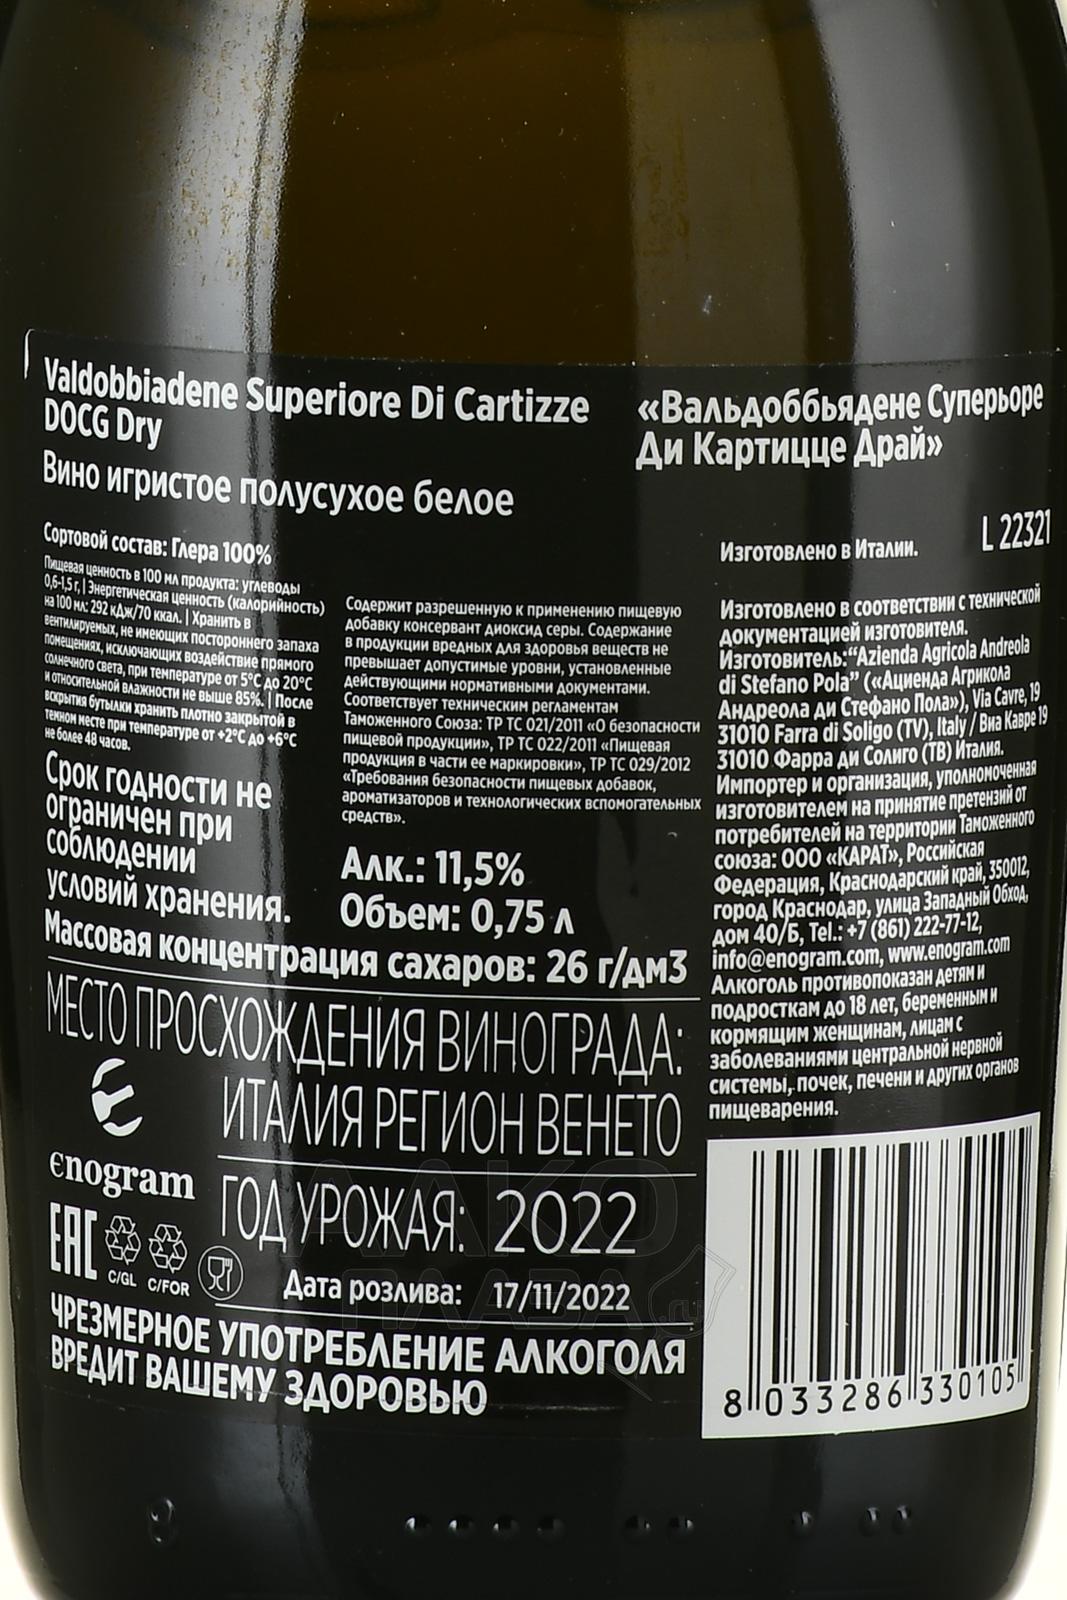 Valdobbiadene Superiore Di Cartizze
DOCG Dry
Вино игристое полусухое белое
Сортовой состав: Глера 100%
Пищевая ценность в 100 мл продукта: углеводы
0,6-1,5 г, | Энергетическая ценность (калорийность)
на 100 мл: 292 кДж/70 ккал. | Хранить в
вентилируемых, не имеющих постороннего запаха
помещениях, исключающих воздействие прямого
солнечного света, при температуре от 5°С до 20°С
и относительной влажности не выше 85%. | После
вскрытия бутылки хранить плотно закрытой в
темном месте при температуре от +2°С до +6°С
не более 48 часов.
Срок годности не
ограничен при
соблюдении
условий хранения.
Содержит разрешенную к применению пищевую
добавку консервант диоксид серы. Содержание
в продукции вредных для здоровья веществ не
превышает допустимые уровни, установленные
действующими нормативными документами.
Соответствует техническим регламентам
Таможенного Союза: ТР ТС 021/2011 «О безопасности
пищевой продукции», ТР ТС 022/2011 «Пищевая
продукция в части ее маркировки», ТР ТС 029/2012
«Требования безопасности пищевых добавок,
ароматизаторов и технологических вспомогательных
средств».
Алк.: 11,5%
Объем: 0,75 л
Массовая концентрация сахаров: 26 г/дм3
МЕСТО ПРОСХОЖДЕНИЯ ВИНОГРАДА:
ИТАЛИЯ РЕГИОН ВЕНЕТО
enogram
ГОД УРОЖАЯ: 2022
EAC
C/GL
C/FOR
Дата розлива: 17/11/2022
ЧРЕЗМЕРНОЕ УПОТРЕБЛЕНИЕ АЛКОГОЛЯ
ВРЕДИТ ВАШЕМУ ЗДОРОВЬЮ
«Вальдоббьядене Суперьоре
Ди Картицце Драй»
L 22321
Изготовлено в Италии.
Изготовлено в соответствии с технической
документацией изготовителя.
Изготовитель:“Azienda Agricola Andreola
di Stefano Pola” («Ациенда Агрикола
Андреола ди Стефано Пола»), Via Cavre, 19
31010 Farra di Soligo (TV), Italy / Виа Кавре 19
31010 Фарра ди Солиго (ТВ) Италия.
Импортер и организация, уполномоченная
изготовителем на принятие претензий от
потребителей на территории Таможенного
союза: ООО «КАРАТ», Российская
Федерация, Краснодарский край, 350012,
город Краснодар, улица Западный Обход,
дом 40/Б, Tel.: +7 (861) 222-77-12,
info@enogram.com, www.enogram.com
Алкоголь противопоказан детям и
подросткам до 18 лет, беременным и
кормящим женщинам, лицам с
заболеваниями центральной нервной
системы, почек, печени и других органов
пищеварения.
8 033286 330105
АЛКО
ПЛАЗА
.ru